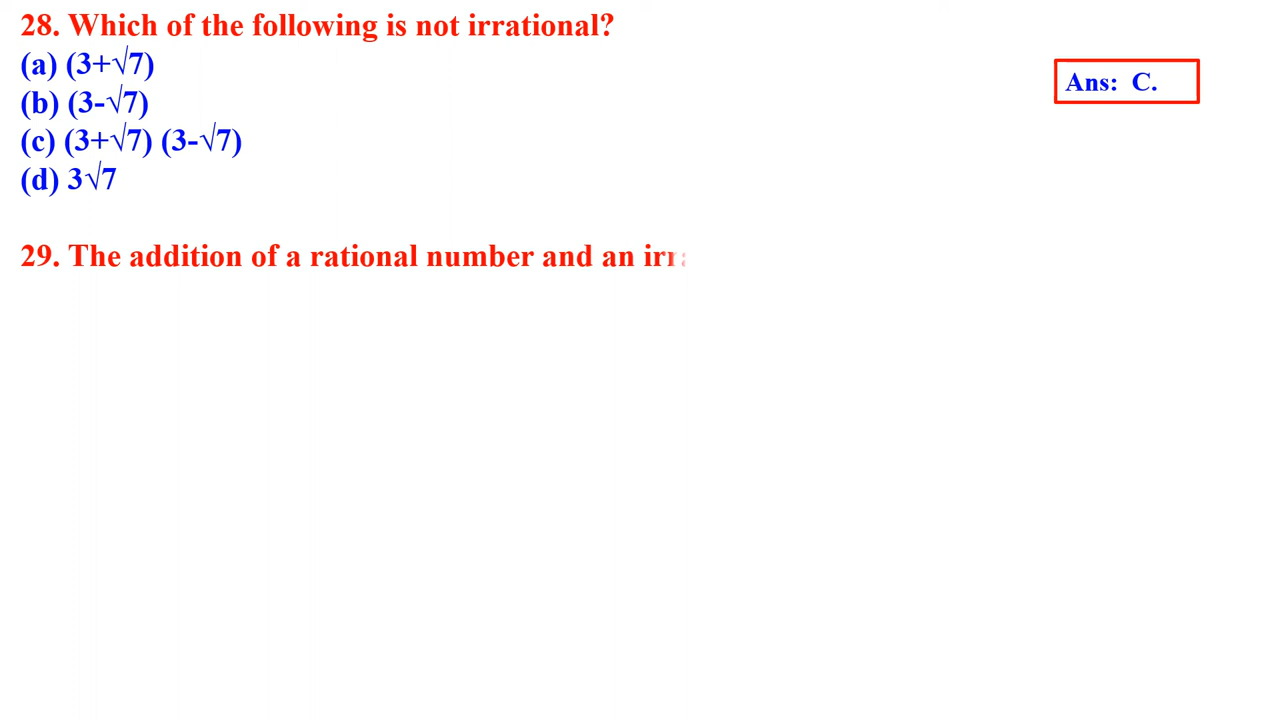 28. Which of the following is not irrational?
(a) (3+√7)
(b) (3-√7)
(c) (3+√7) (3-√7)
(d) 3√7
Ans: C.
29. The addition of a rational number and an